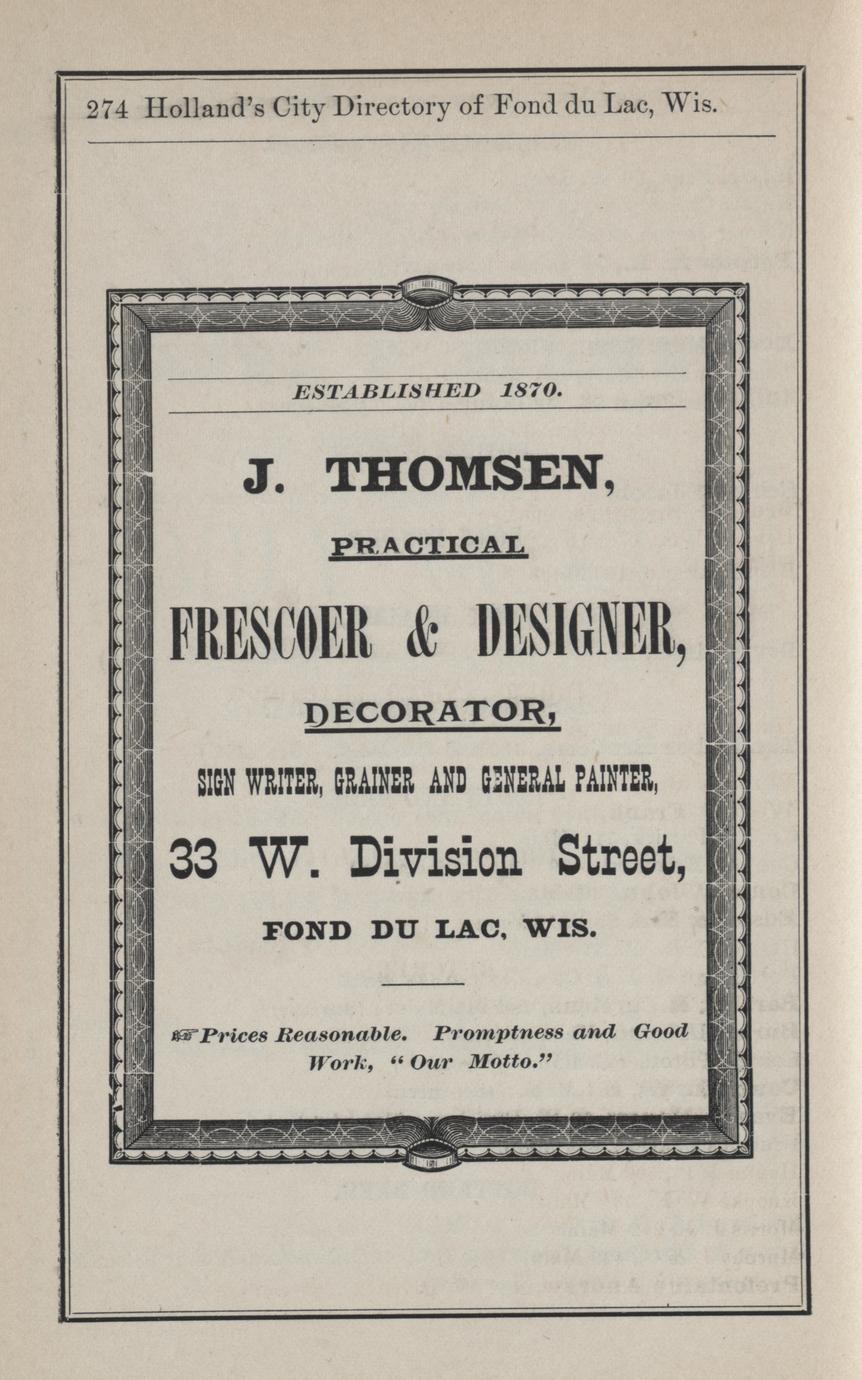 274 Holland's City Directory of Fond du Lac, Wis.
ESTABLISHED 1870.
J. THOMSEN,
PRACTICAL
FRESCOER & DESIGNER,
DECORATOR,
SIGN WRITER, GRAINER AND GENERAL PAINTER,
33 W. Division Street,
FOND DU LAC, WIS.
☞Prices Reasonable. Promptness and Good
Work, "Our Motto."